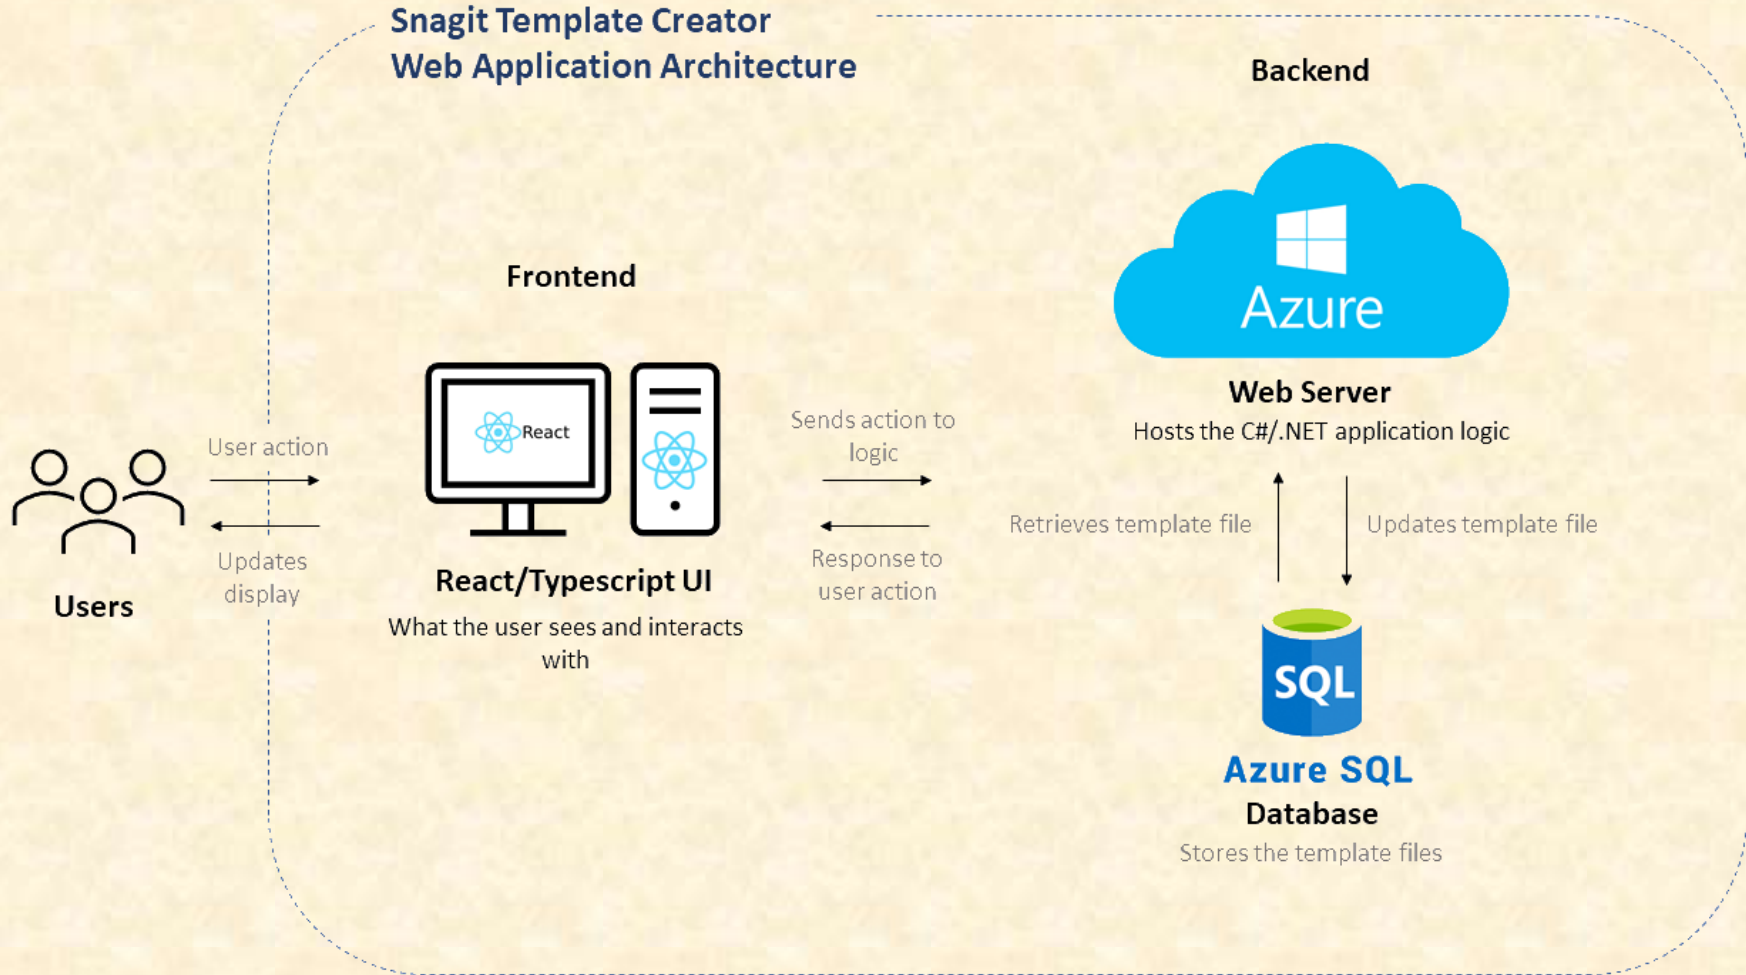 Snagit Template Creator
Web Application Architecture
Backend
Azure
Frontend
React
Web Server
Hosts the C#/.NET application logic
User action
Sends action to
logic
Updates
display
Response to
user action
Retrieves template file
Updates template file
Users
React/Typescript UI
What the user sees and interacts
with
SQL
Azure SQL
Database
Stores the template files